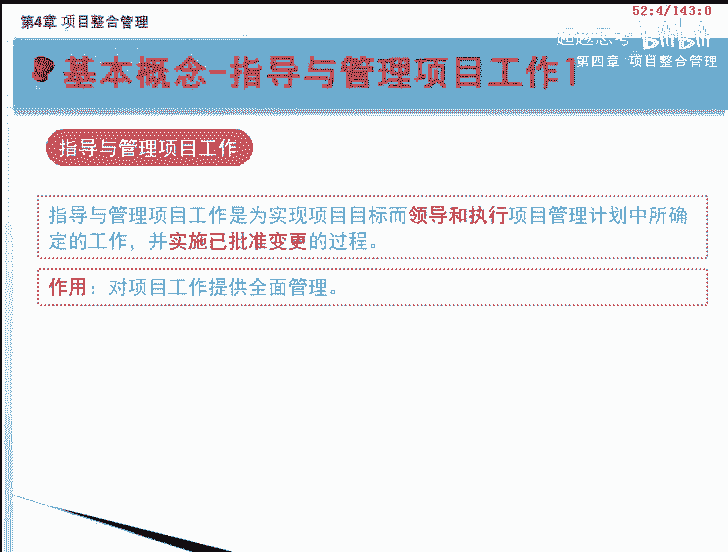 52:4/143:0
第4章 项目整合管理
bilibili
第四章 项目整合管理
基本概念-指导与管理项目工作1
指导与管理项目工作
指导与管理项目工作是为实现项目目标而领导和执行项目管理计划中所确
定的工作，并实施已批准变更的过程。
作用：对项目工作提供全面管理。